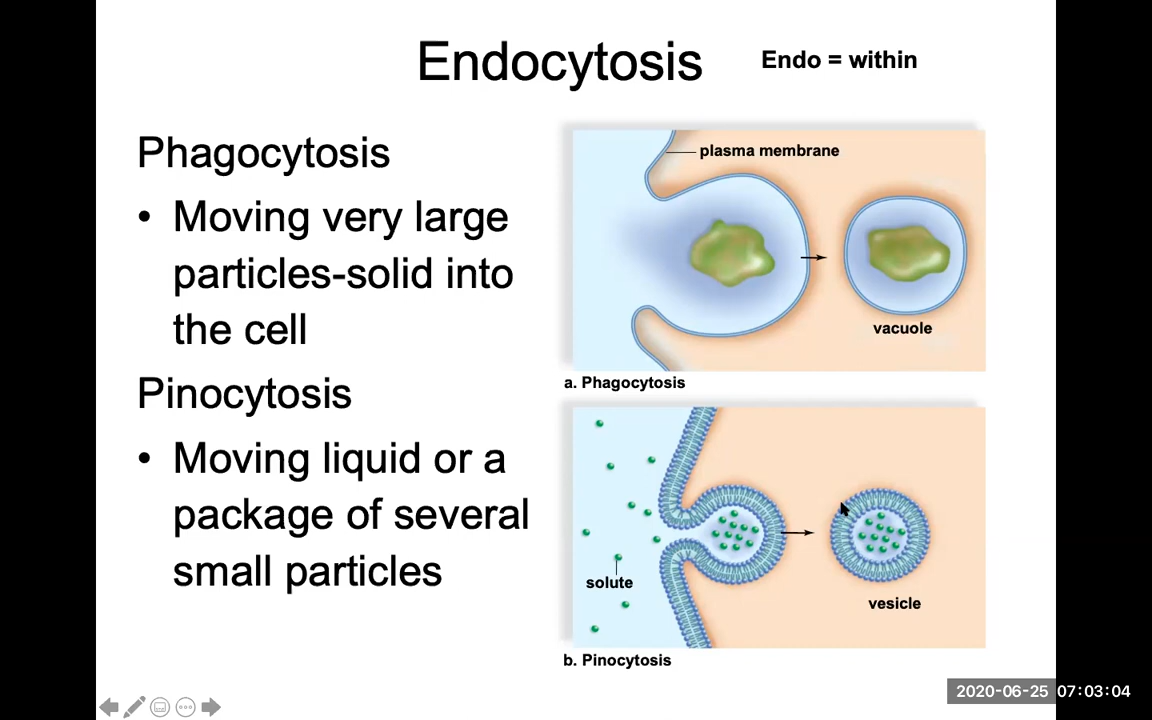 Endocytosis
Endo = within
Phagocytosis
• Moving very large
particles-solid into
the cell
Pinocytosis
• Moving liquid or a
package of several
small particles
plasma membrane
vacuole
a. Phagocytosis
solute
vesicle
b. Pinocytosis
2020-06-25 07:03:04